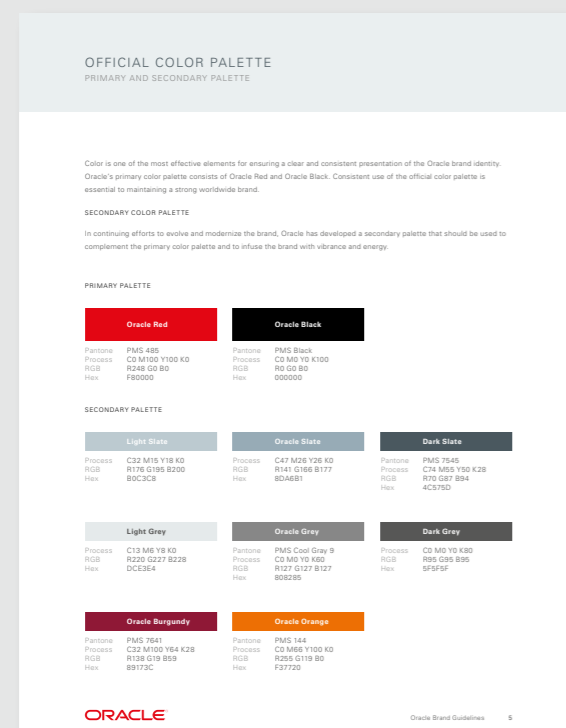 OFFICIAL COLOR PALETTE
PRIMARY AND SECONDARY PALETTE
Color is one of the most effective elements for ensuring a clear and consistent presentation of the Oracle brand identity.
Oracle's primary color palette consists of Oracle Red and Oracle Black. Consistent use of the official color palette is
essential to maintaining a strong worldwide brand.
SECONDARY COLOR PALETTE
In continuing efforts to evolve and modernize the brand, Oracle has developed a secondary palette that should be used to
complement the primary color palette and to infuse the brand with vibrance and energy.
PRIMARY PALETTE
Oracle Red
Pantone PMS 485
Process C0 M100 Y100 K0
RGB R248 G0 B0
Hex F80000
Oracle Black
Pantone PMS Black
Process C0 M0 Y0 K100
RGB R0 G0 B0
Hex 000000
SECONDARY PALETTE
Light Slate
Process C32 M15 Y18 K0
RGB R176 G195 B200
Hex B0C3C8
Oracle Slate
Process C47 M26 Y26 K0
RGB R141 G166 B177
Hex 8DA6B1
Dark Slate
Pantone PMS 7545
Process C74 M55 Y50 K28
RGB R70 G87 B94
Hex 4C575D
Light Grey
Process C13 M6 Y8 K0
RGB R220 G227 B228
Hex DCE3E4
Oracle Grey
Pantone PMS Cool Gray 9
Process C0 M0 Y0 K60
RGB R127 G127 B127
Hex 808285
Dark Grey
Process C0 M0 Y0 K80
RGB R95 G95 B95
Hex 5F5F5F
Oracle Burgundy
Pantone PMS 7641
Process C32 M100 Y64 K28
RGB R138 G19 B59
Hex 89173C
Oracle Orange
Pantone PMS 144
Process C0 M66 Y100 K0
RGB R255 G119 B0
Hex F37720
ORACLE
Oracle Brand Guidelines 5